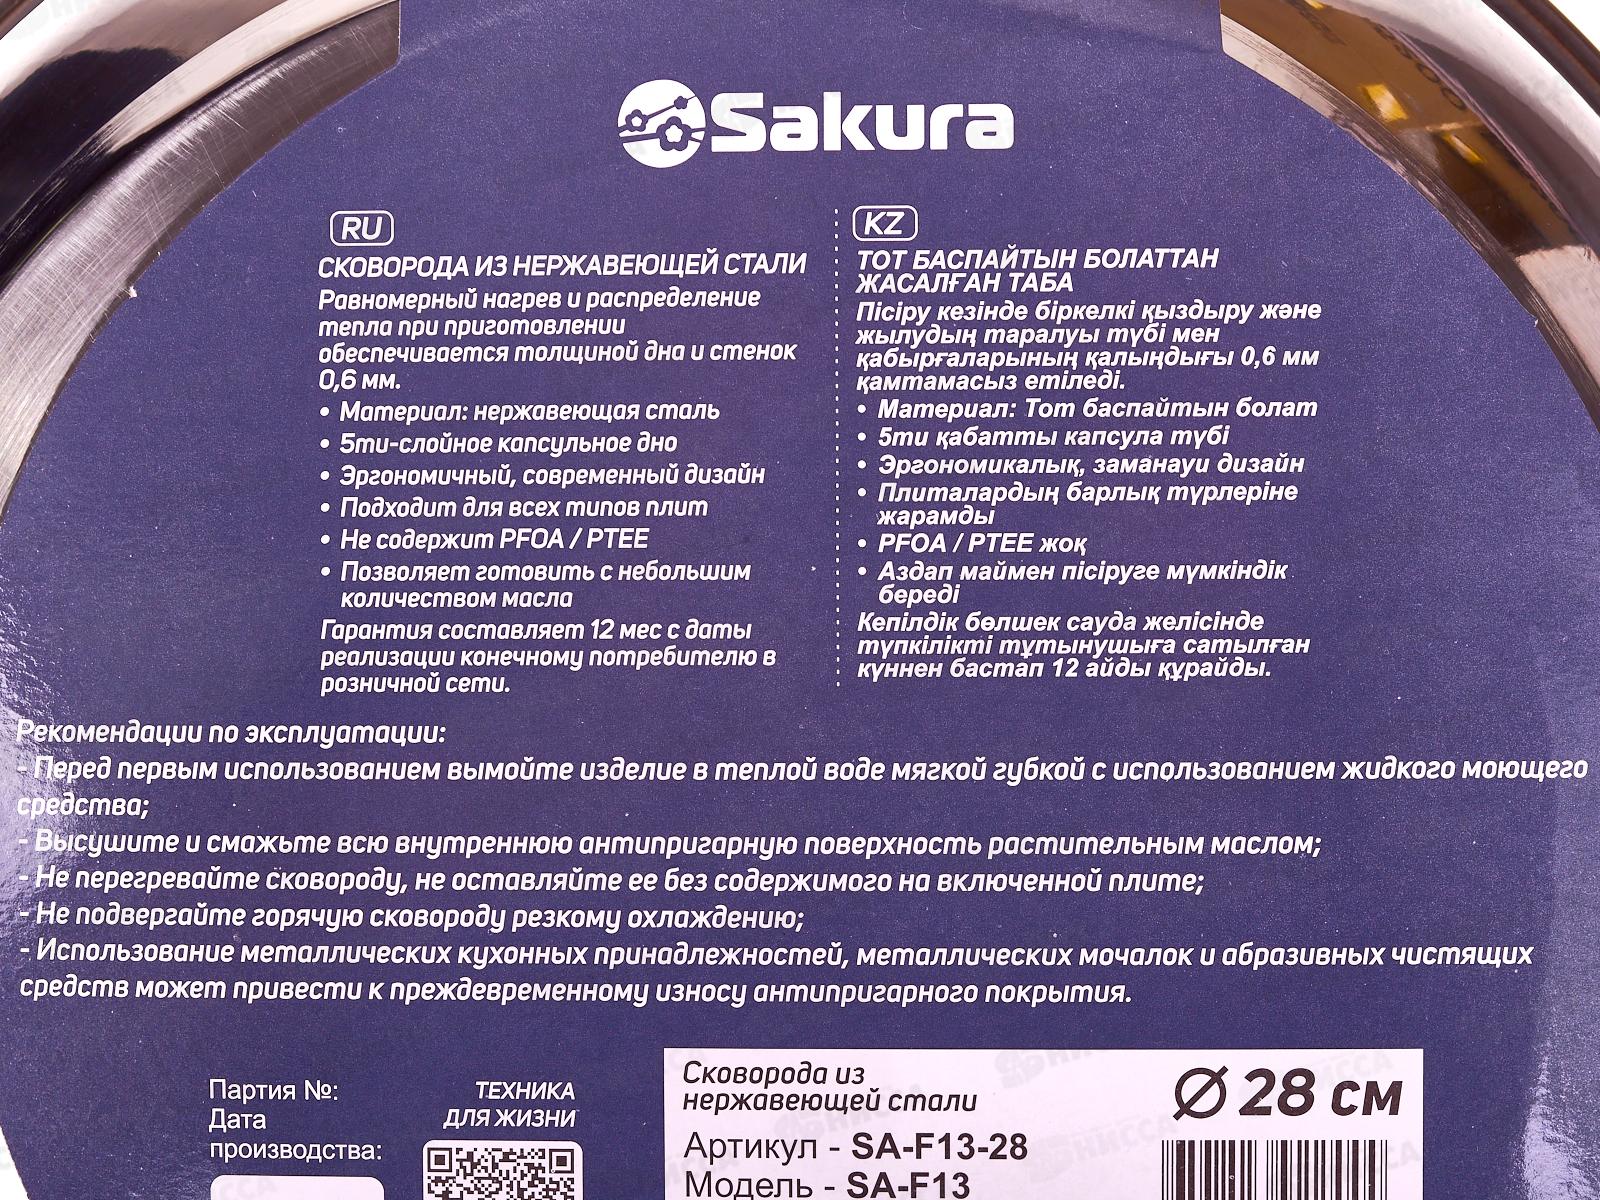 Sakura
RU
СКОВОРОДА ИЗ НЕРЖАВЕЮЩЕЙ СТАЛИ
Равномерный нагрев и распределение
тепла при приготовлении
обеспечивается толщиной дна и стенок
0,6 мм.
• Материал: нержавеющая сталь
• 5ти-слойное капсульное дно
• Эргономичный, современный дизайн
• Подходит для всех типов плит
• Не содержит PFOA / PTEE
• Позволяет готовить с небольшим
количеством масла
Гарантия составляет 12 мес с даты
реализации конечному потребителю в
розничной сети.
KZ
ТОТ БАСПАЙТЫН БОЛАТТАН
ЖАСАЛҒАН ТАБА
Пісіру кезінде біркелкі қыздыру және
жылудың таралуы түбі мен
қабырғаларының қалыңдығы 0,6 мм
қамтамасыз етіледі.
• Материал: Тот баспайтын болат
• 5ти қабатты капсула түбі
• Эргономикалық, заманауи дизайн
• Плиталардың барлық түрлеріне
жарамды
• PFOA / PTEE жоқ
• Аздап маймен пісіруге мүмкіндік
береді
Кепілдік бөлшек сауда желісінде
түпкілікті тұтынушыға сатылған
күннен бастап 12 айды құрайды.
Рекомендации по эксплуатации:
- Перед первым использованием вымойте изделие в теплой воде мягкой губкой с использованием жидкого моющего
средства;
- Высушите и смажьте всю внутреннюю антипригарную поверхность растительным маслом;
- Не перегревайте сковороду, не оставляйте ее без содержимого на включенной плите;
- Не подвергайте горячую сковороду резкому охлаждению;
- Использование металлических кухонных принадлежностей, металлических мочалок и абразивных чистящих
средств может привести к преждевременному износу антипригарного покрытия.
Партия №:
Дата
производства:
ТЕХНИКА
ДЛЯ ЖИЗНИ
Сковорода из
нержавеющей стали
Ø 28 см
Артикул - SA-F13-28
Модель - SA-F13